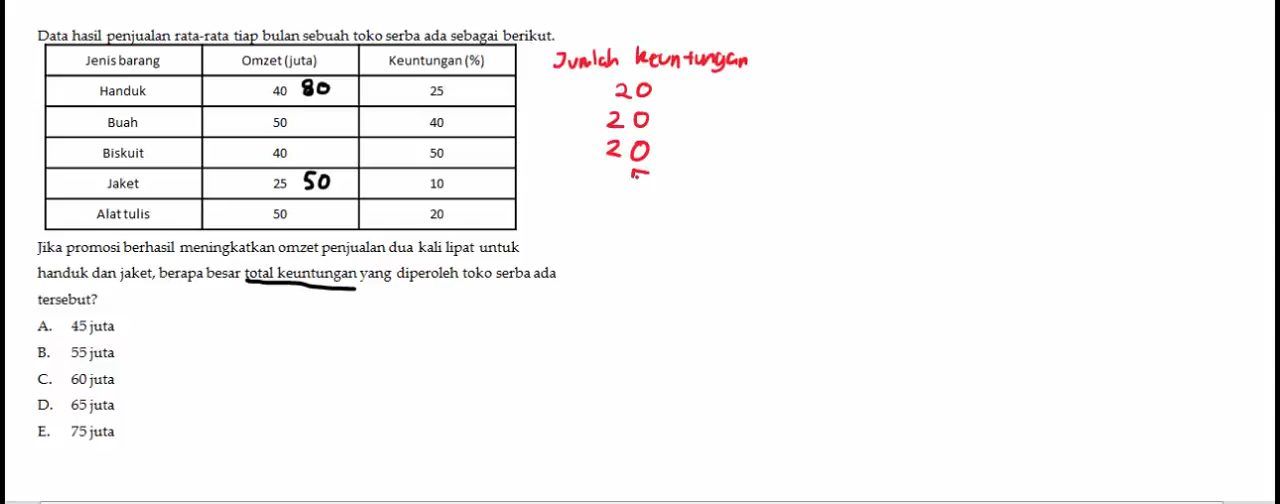 Data hasil penjualan rata-rata tiap bulan sebuah toko serba ada sebagai berikut.
Jenis barang Omzet (juta) Keuntungan (%) Jumlah keuntungan
Handuk 40 80 25 20
Buah 50 40 20
Biskuit 40 50 20
Jaket 25 50 10
Alat tulis 50 20
Jika promosi berhasil meningkatkan omzet penjualan dua kali lipat untuk
handuk dan jaket, berapa besar total keuntungan yang diperoleh toko serba ada
tersebut?
A. 45 juta
B. 55 juta
C. 60 juta
D. 65 juta
E. 75 juta